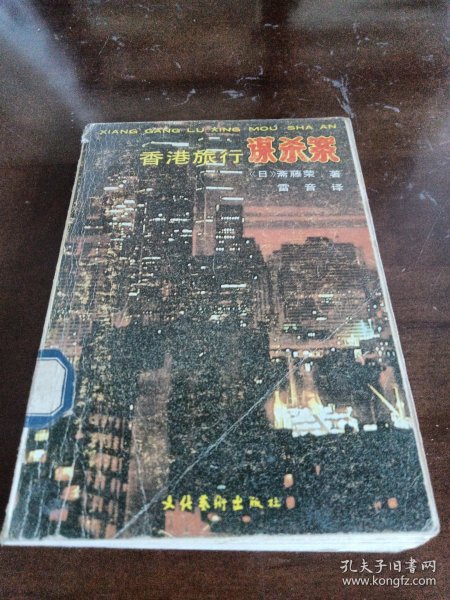 XIANG GANG LU XING MOU SHA AN
香港旅行谋杀案
〔日〕斋藤荣 著
雷音 译
文化艺术出版社
孔夫子旧书网
www.kongfz.com